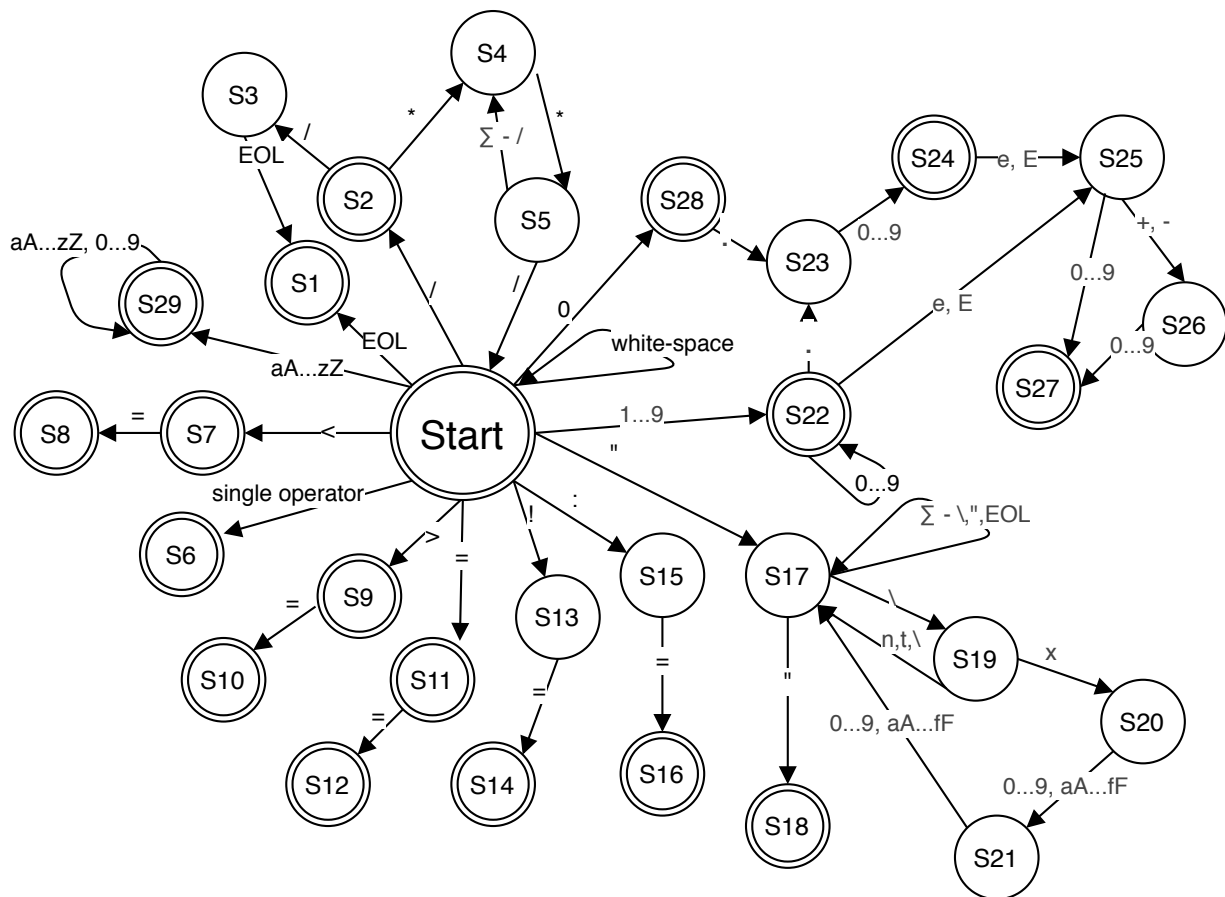 S4
S3
*
*
/
∑ - /
EOL
S24
e, E
S25
S2
S28
S5
.
+, -
0...9
aA...zZ, 0...9
S23
S1
/
/
0...9
S29
0
e, E
S26
EOL
white-space
.
0...9
aA...zZ
S27
1...9
S22
=
<
S8
S7
Start
"
0...9
single operator
:
∑ - \,",EOL
!
S6
>
=
S15
S17
S9
\
=
S13
n,t,\
=
S19
x
S10
S11
"
=
=
0...9, aA...fF
S20
S12
S14
S16
0...9, aA...fF
S18
S21